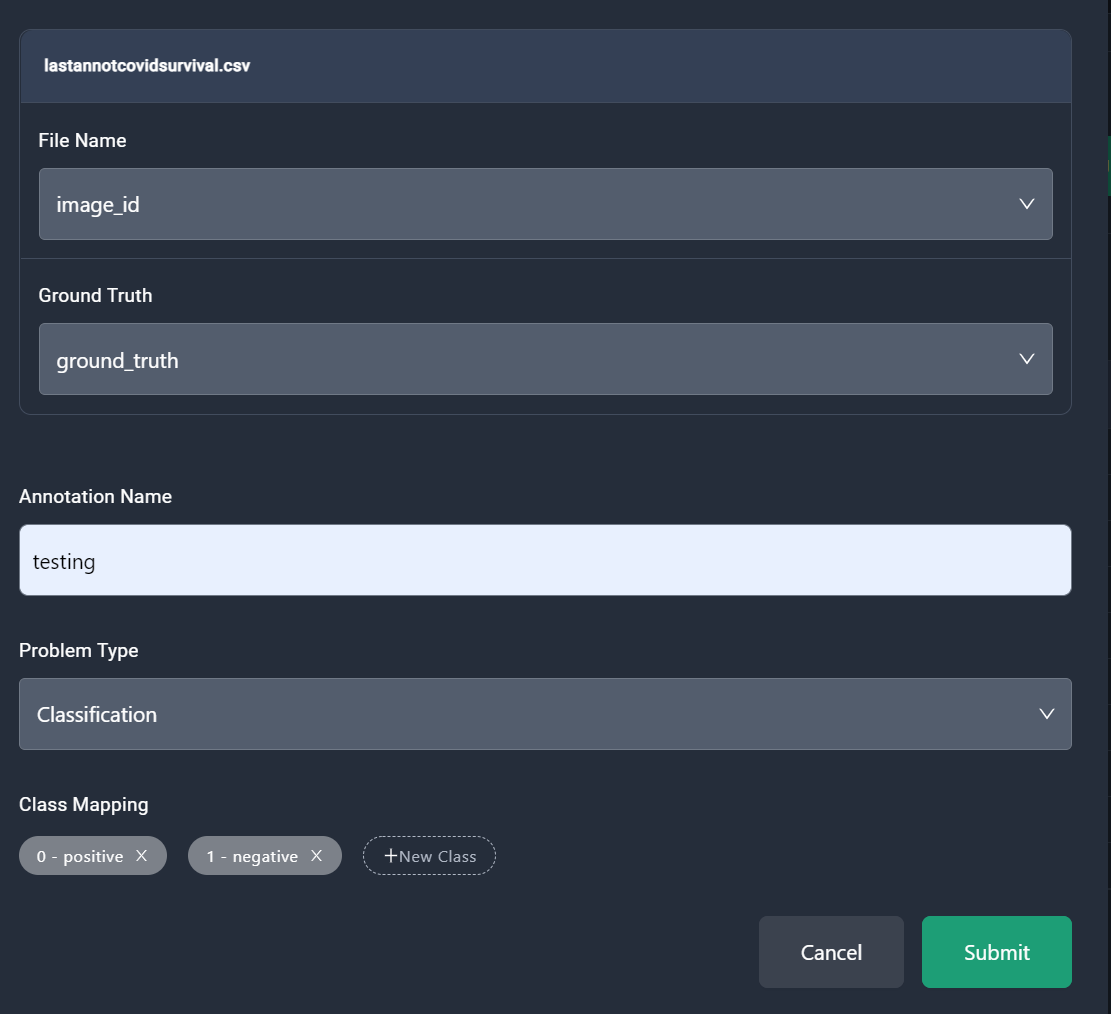 lastannotcovidsurvival.csv
File Name
image_id
Ground Truth
ground_truth
Annotation Name
testing
Problem Type
Classification
Class Mapping
0 - positive X 1 - negative X +New Class
Cancel Submit